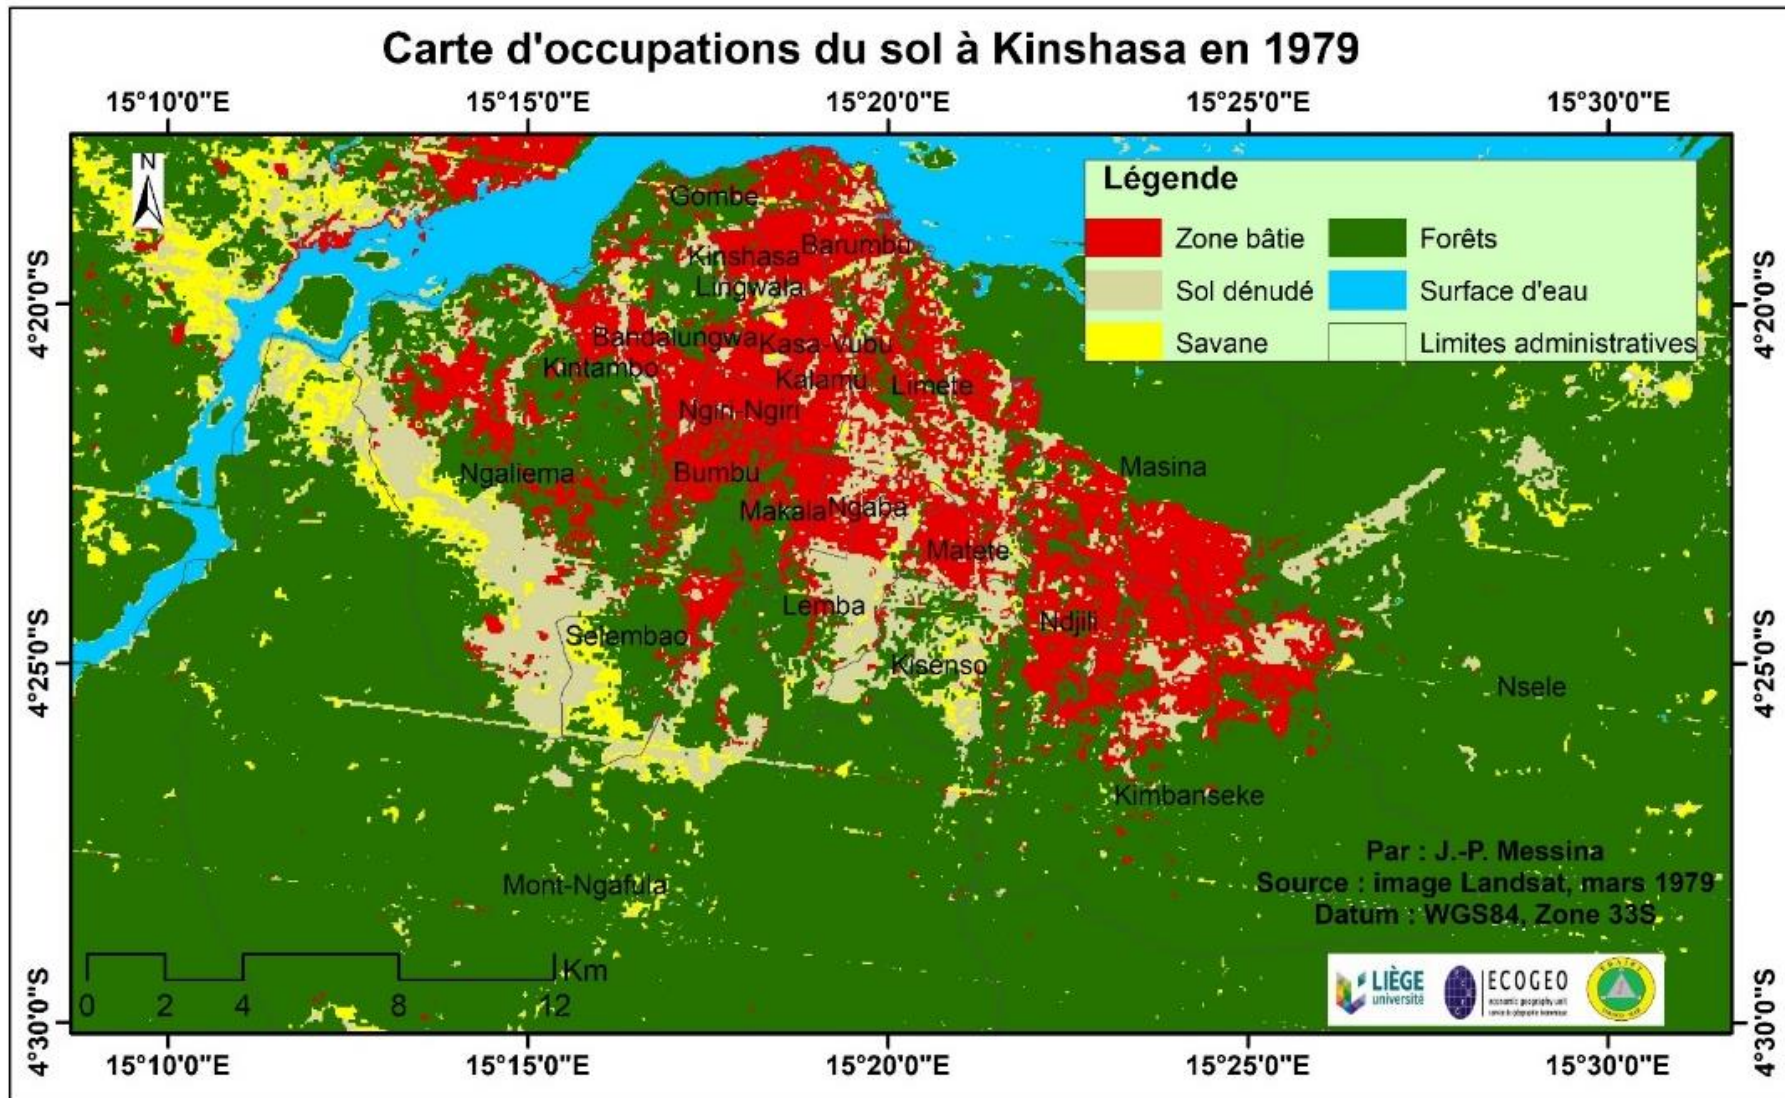 Carte d'occupations du sol à Kinshasa en 1979
15°10'0"E 15°15'0"E 15°20'0"E 15°25'0"E 15°30'0"E
N
Légende
Zone bâtie Forêts
Sol dénudé Surface d'eau
Savane Limites administratives
4°20'0"S 4°20'0"S
4°25'0"S 4°25'0"S
4°30'0"S 4°30'0"S
Gombe
Kinshasa Barumbu
Lingwala
Bandalungwa Kasa-Vubu
Kintambo Kalamu Limete
Ngiri-Ngiri
Ngaliema Bumbu Masina
Makala Ngaba
Matete
Lemba Ndjili
Selembao
Kisenso
Nsele
Kimbanseke
Mont-Ngafula
Par : J.-P. Messina
Source : image Landsat, mars 1979
Datum : WGS84, Zone 33S
Km
0 2 4 8 12
LIÈGE
université
ECOGEO
economic geography unit
15°10'0"E 15°15'0"E 15°20'0"E 15°25'0"E 15°30'0"E